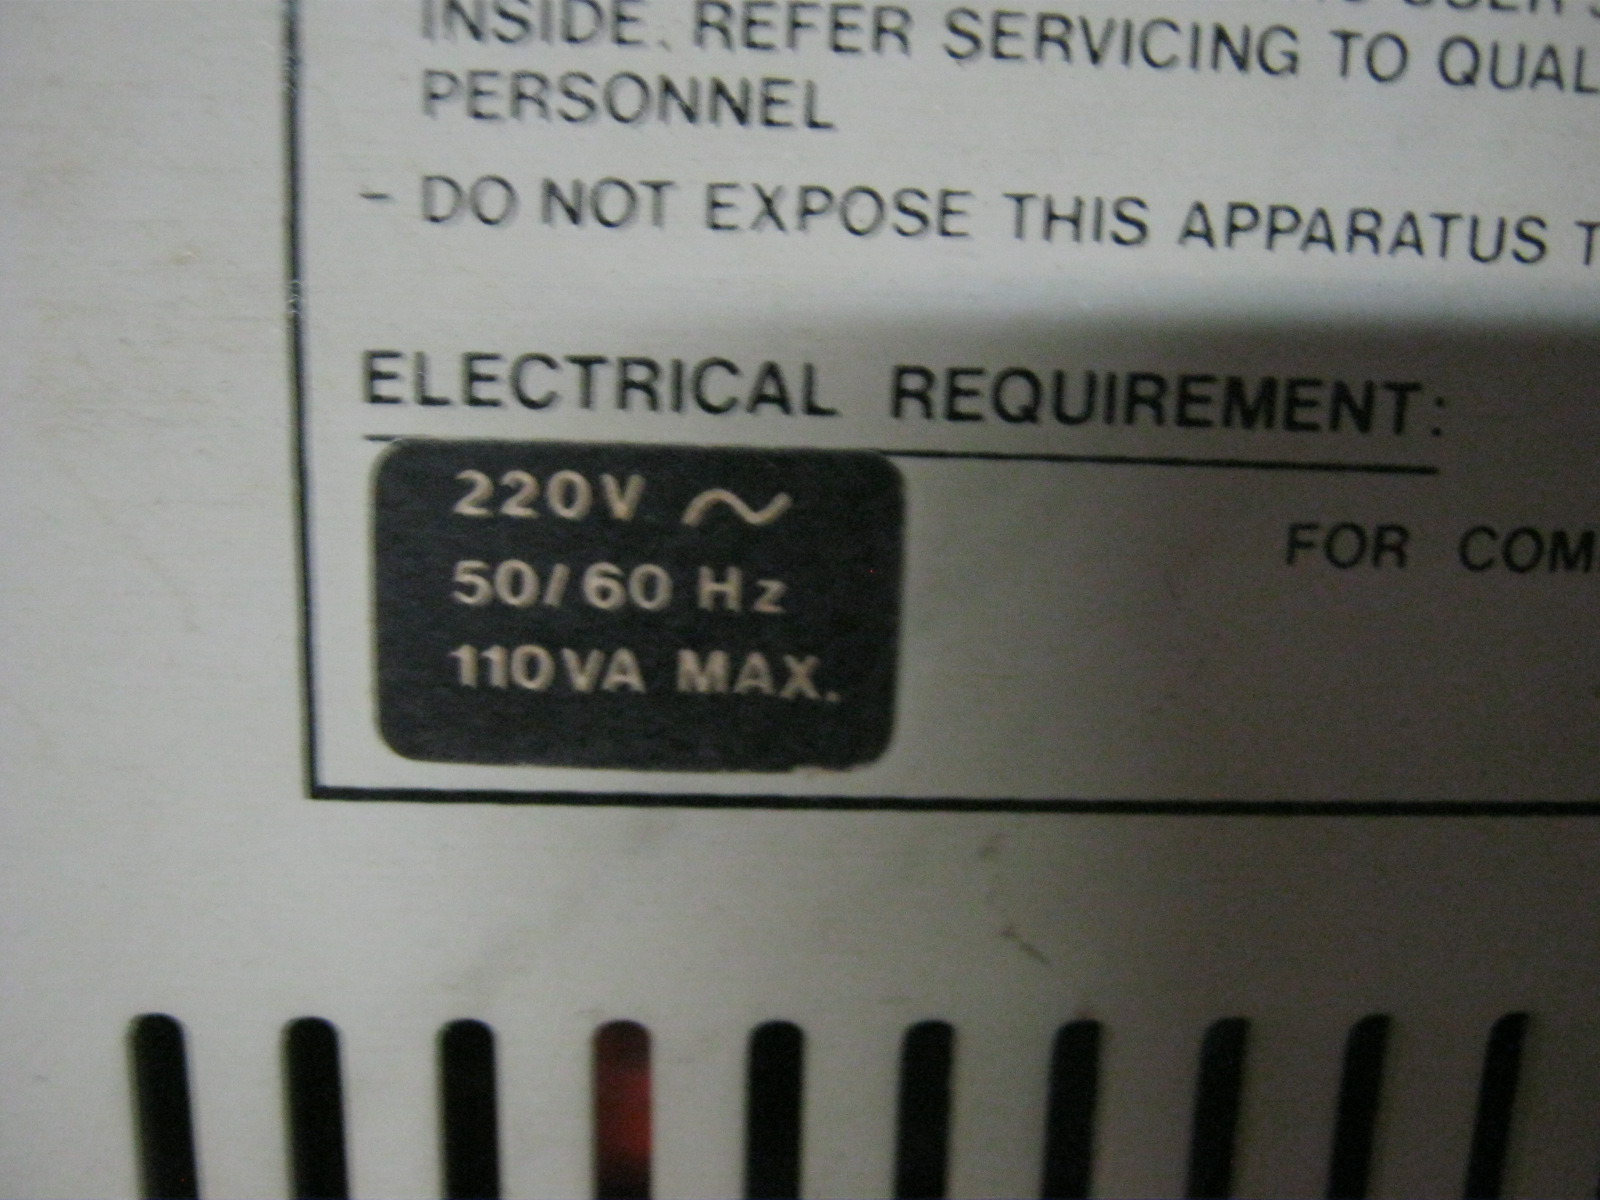 USER
INSIDE. REFER SERVICING TO QUAL
PERSONNEL
- DO NOT EXPOSE THIS APPARATUS T
ELECTRICAL REQUIREMENT:
220V ~
50/60 Hz
110VA MAX.
FOR COM